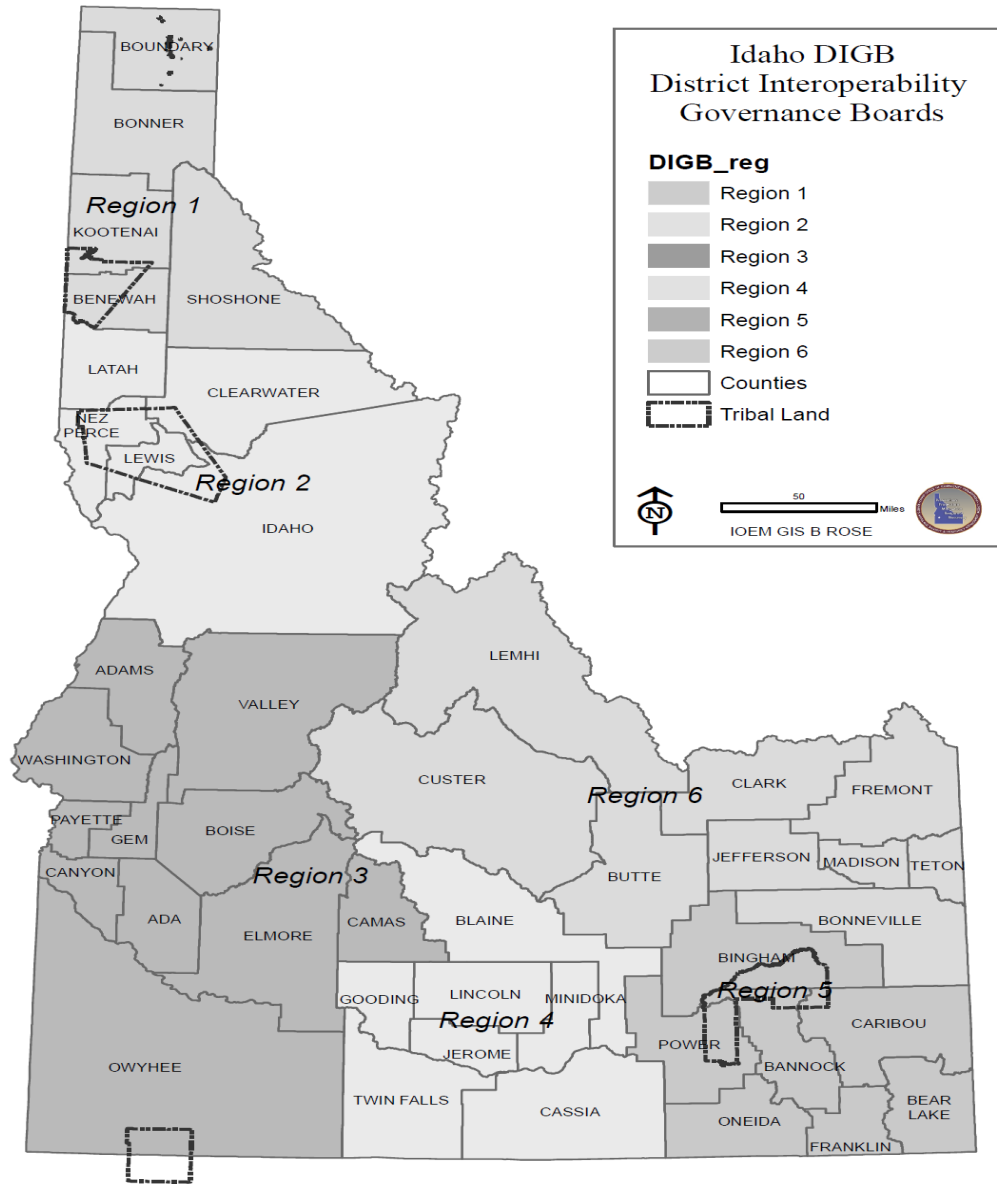 Idaho DIGB
District Interoperability
Governance Boards
DIGB_reg
Region 1
Region 2
Region 3
Region 4
Region 5
Region 6
Counties
Tribal Land
N
50
Miles
IOEM GIS B ROSE
BOUNDARY
BONNER
Region 1
KOOTENAI
BENEWAH
SHOSHONE
LATAH
CLEARWATER
NEZ
PERCE
LEWIS
Region 2
IDAHO
ADAMS
LEMHI
VALLEY
WASHINGTON
CUSTER
CLARK
FREMONT
Region 6
PAYETTE
GEM
BOISE
JEFFERSON
MADISON
TETON
CANYON
Region 3
BUTTE
ADA
CAMAS
BLAINE
BONNEVILLE
ELMORE
BINGHAM
Region 5
GOODING
LINCOLN
MINIDOKA
Region 4
CARIBOU
POWER
JEROME
OWYHEE
BANNOCK
TWIN FALLS
CASSIA
BEAR
LAKE
ONEIDA
FRANKLIN